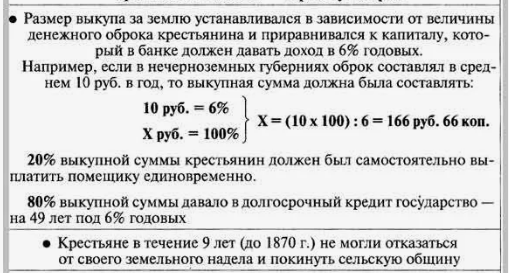 ● Размер выкупа за землю устанавливался в зависимости от величины
денежного оброка крестьянина и приравнивался к капиталу, кото-
рый в банке должен давать доход в 6% годовых.
Например, если в нечерноземных губерниях оброк составлял в сред-
нем 10 руб. в год, то выкупная сумма должна была составлять:
10 руб. = 6%
X = (10 x 100) : 6 = 166 руб. 66 коп.
X руб. = 100%
20% выкупной суммы крестьянин должен был самостоятельно вы-
платить помещику единовременно.
80% выкупной суммы давало в долгосрочный кредит государство —
на 49 лет под 6% годовых
● Крестьяне в течение 9 лет (до 1870 г.) не могли отказаться
от своего земельного надела и покинуть сельскую общину